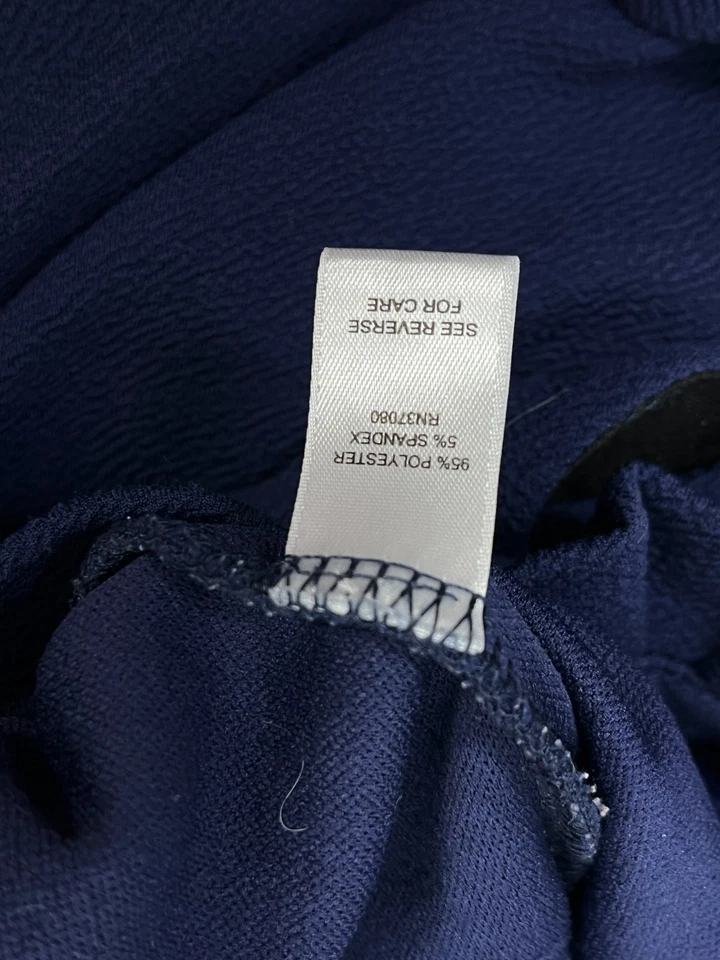 95% POLYESTER
5% SPANDEX
RN37080
SEE REVERSE
FOR CARE